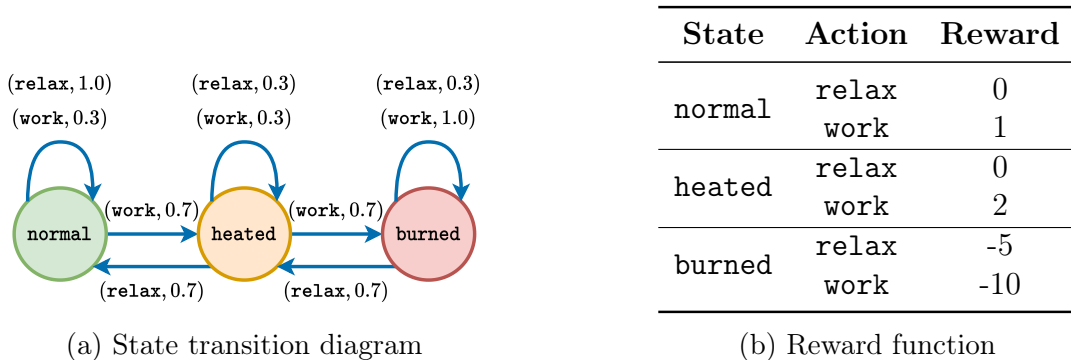 (relax, 1.0) (relax, 0.3) (relax, 0.3)
(work, 0.3) (work, 0.3) (work, 1.0)
(work, 0.7) (work, 0.7)
normal heated burned
(relax, 0.7) (relax, 0.7)
(a) State transition diagram
State Action Reward
relax 0
normal
work 1
relax 0
heated
work 2
relax -5
burned
work -10
(b) Reward function